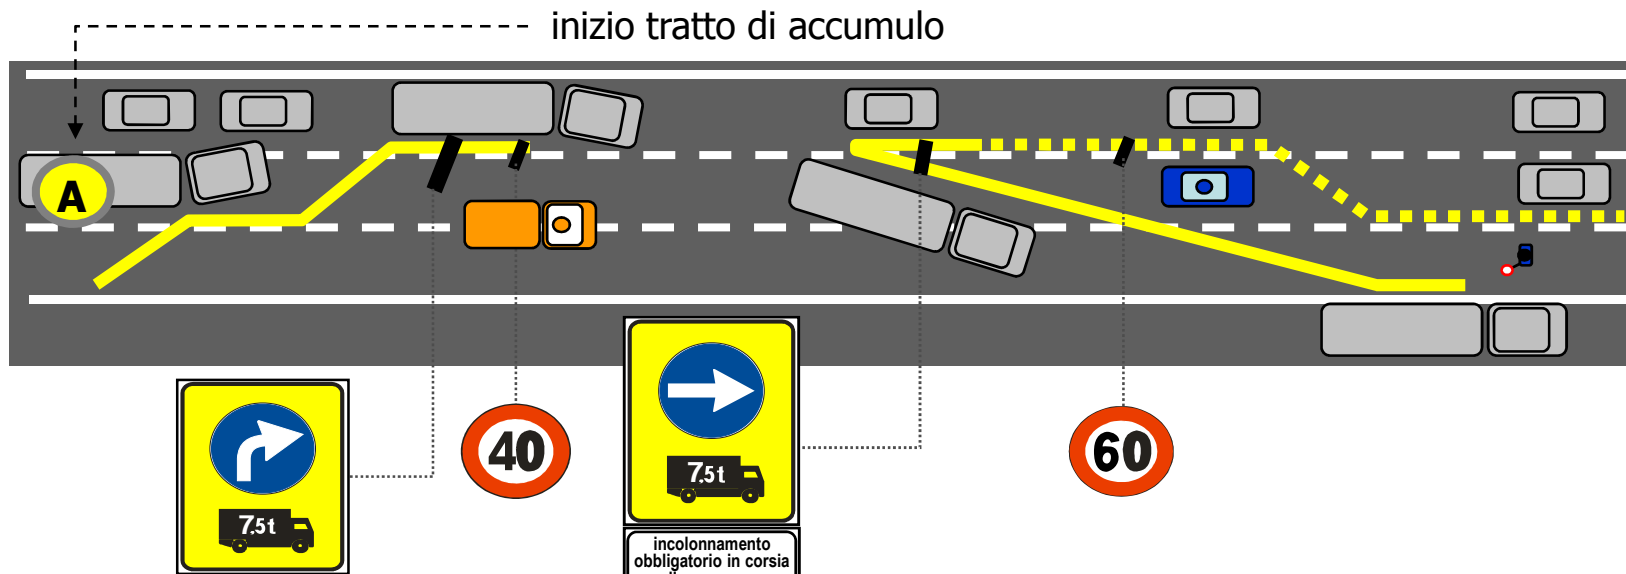 inizio tratto di accumulo
A
40
7,5t
60
7,5t
incolonnamento
obbligatorio in corsia